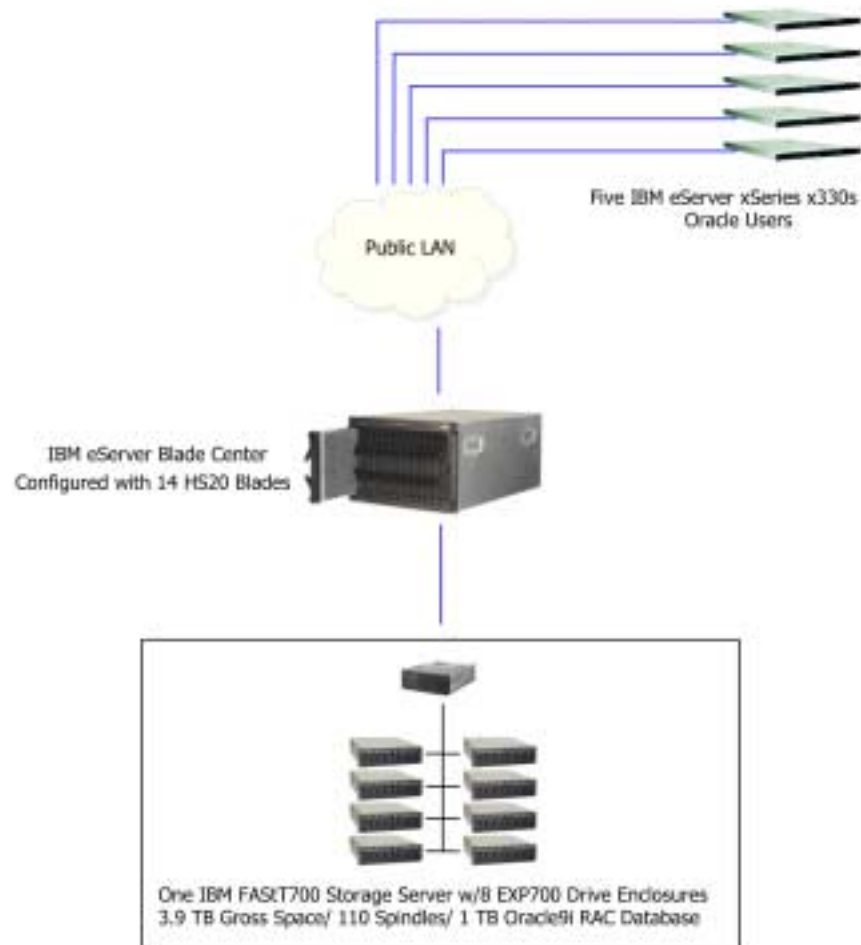 Five IBM eServer xSeries x330s
Oracle Users
Public LAN
IBM eServer Blade Center
Configured with 14 HS20 Blades
One IBM FAStT700 Storage Server w/8 EXP700 Drive Enclosures
3.9 TB Gross Space/ 110 Spindles/ 1 TB Oracle9i RAC Database